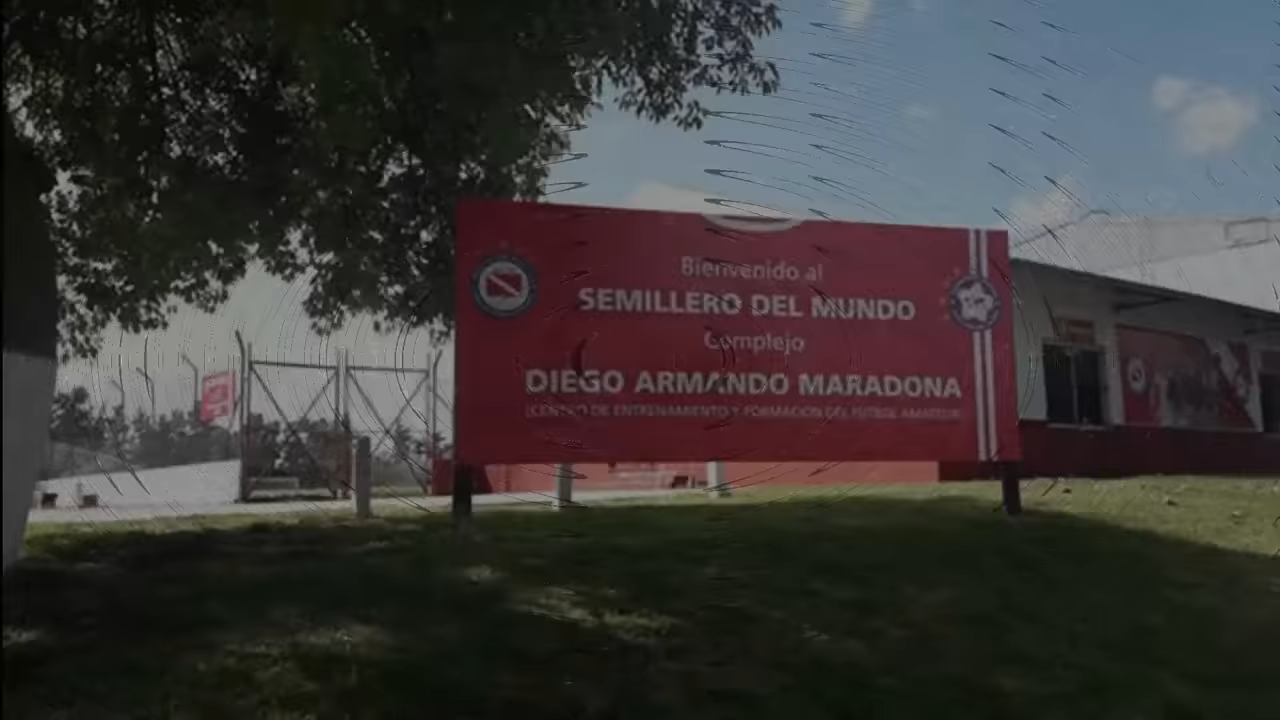 Bienvenido al
SEMILLERO DEL MUNDO
Complejo
DIEGO ARMANDO MARADONA
(CENTRO DE ENTRENAMIENTO Y FORMACION DEL FUTBOL AMATEUR)